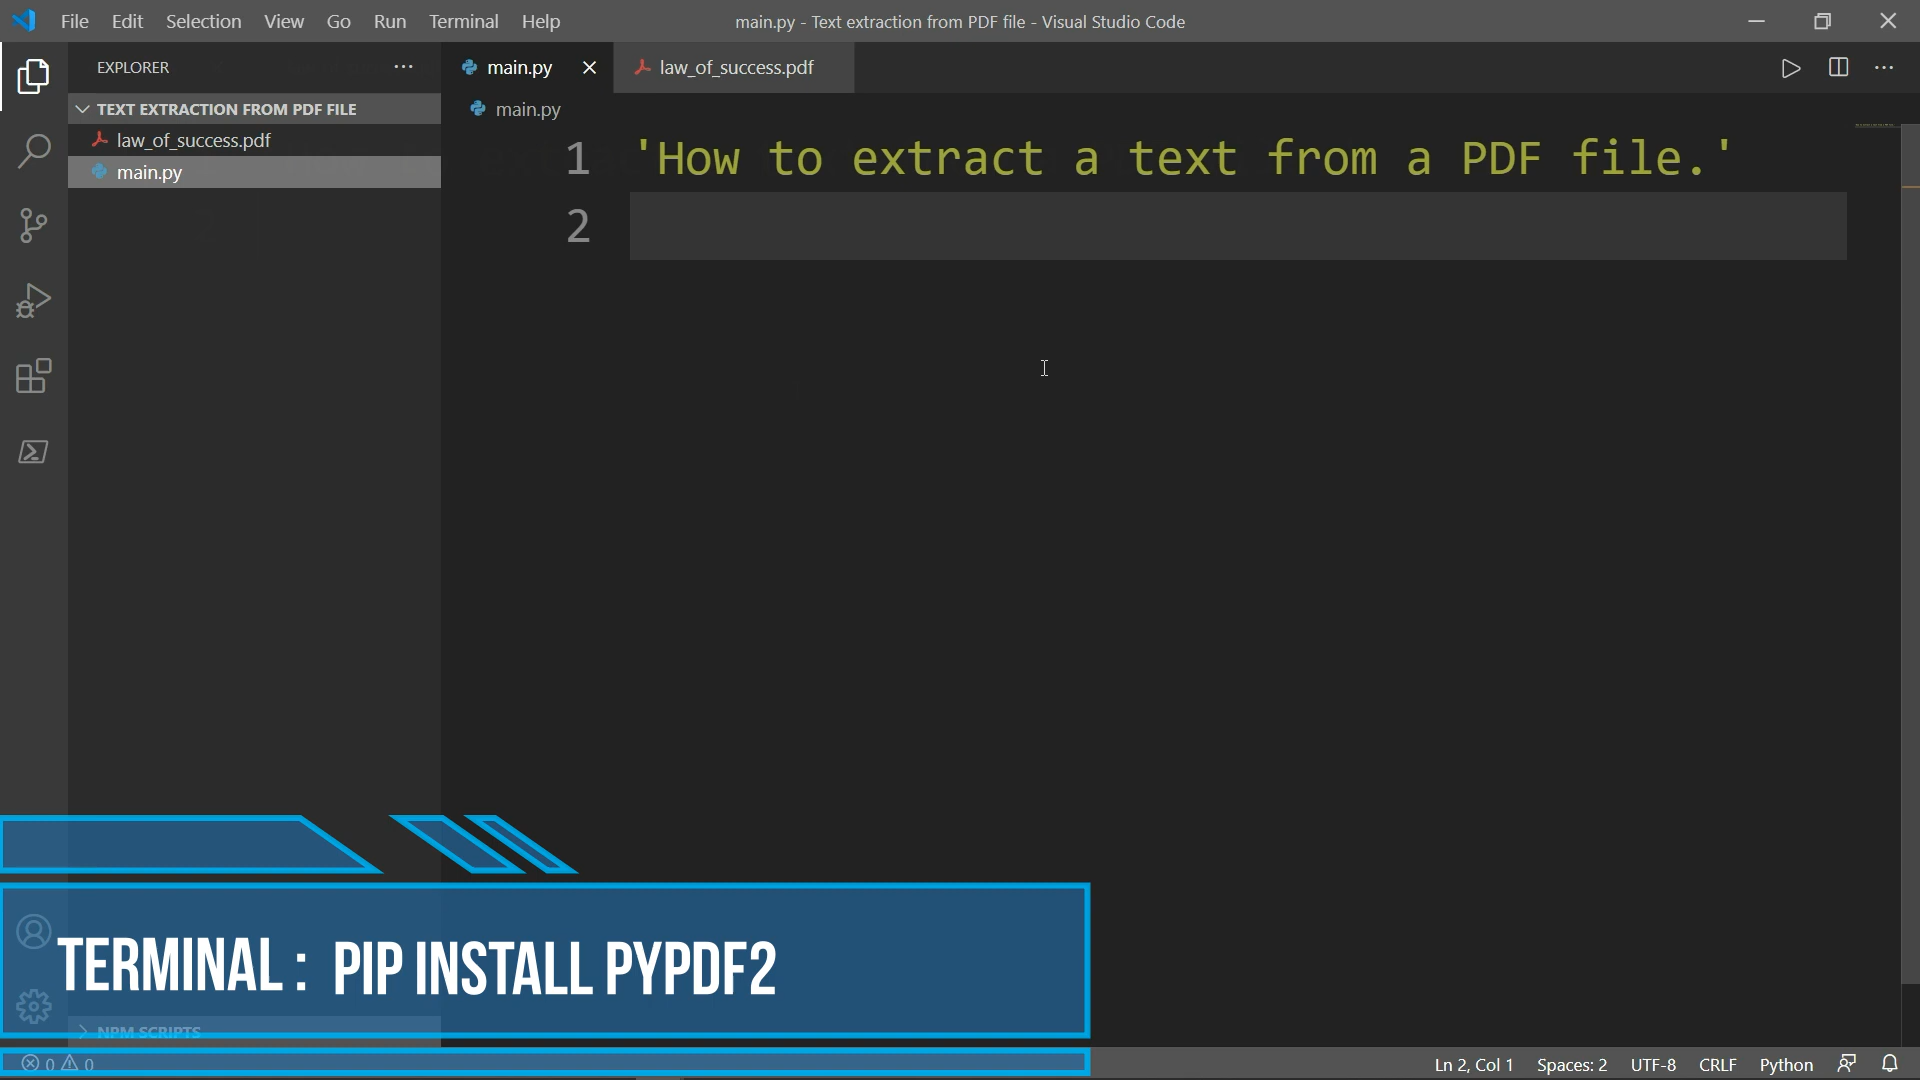 File Edit Selection View Go Run Terminal Help
main.py - Text extraction from PDF file - Visual Studio Code
EXPLORER
main.py
law_of_success.pdf
TEXT EXTRACTION FROM PDF FILE
law_of_success.pdf
main.py
main.py
1 'How to extract a text from a PDF file.'
2
TERMINAL : PIP INSTALL PYPDF2
NPM SCRIPTS
0 0
Ln 2, Col 1 Spaces: 2 UTF-8 CRLF Python